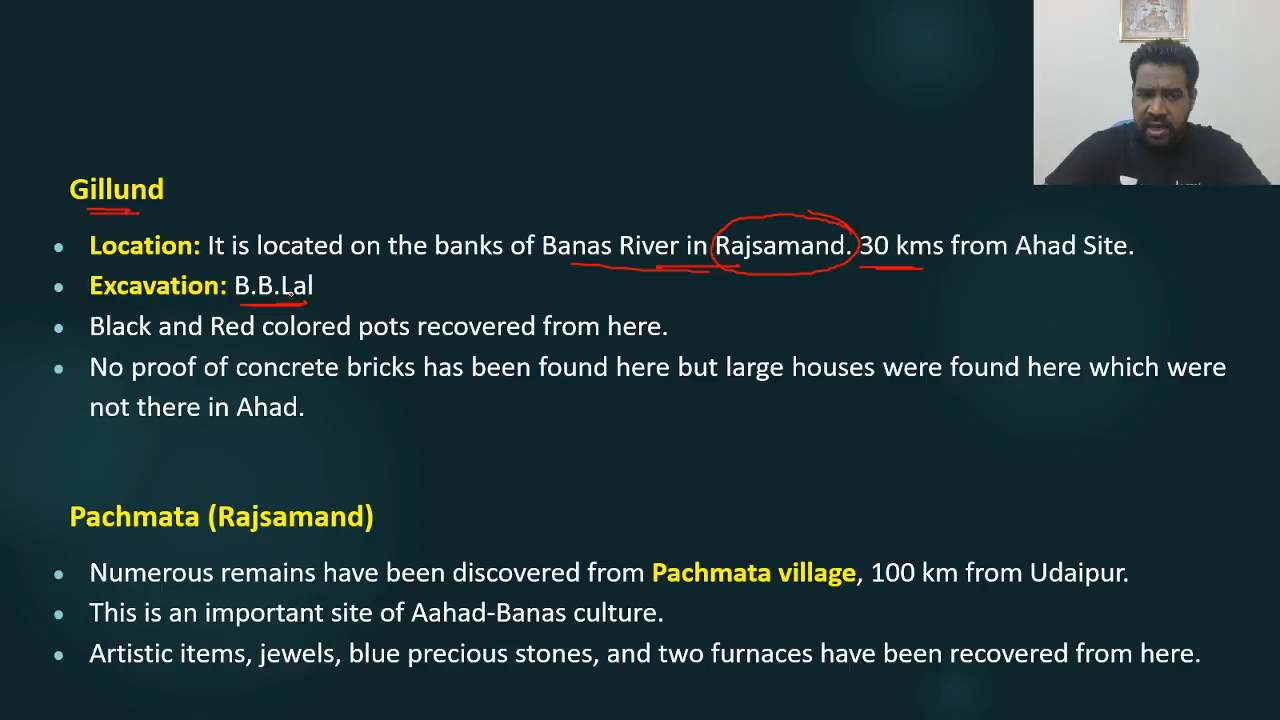 Gillund
• Location: It is located on the banks of Banas River in Rajsamand. 30 kms from Ahad Site.
• Excavation: B.B.Lal
• Black and Red colored pots recovered from here.
• No proof of concrete bricks has been found here but large houses were found here which were
not there in Ahad.
Pachmata (Rajsamand)
• Numerous remains have been discovered from Pachmata village, 100 km from Udaipur.
• This is an important site of Aahad-Banas culture.
• Artistic items, jewels, blue precious stones, and two furnaces have been recovered from here.